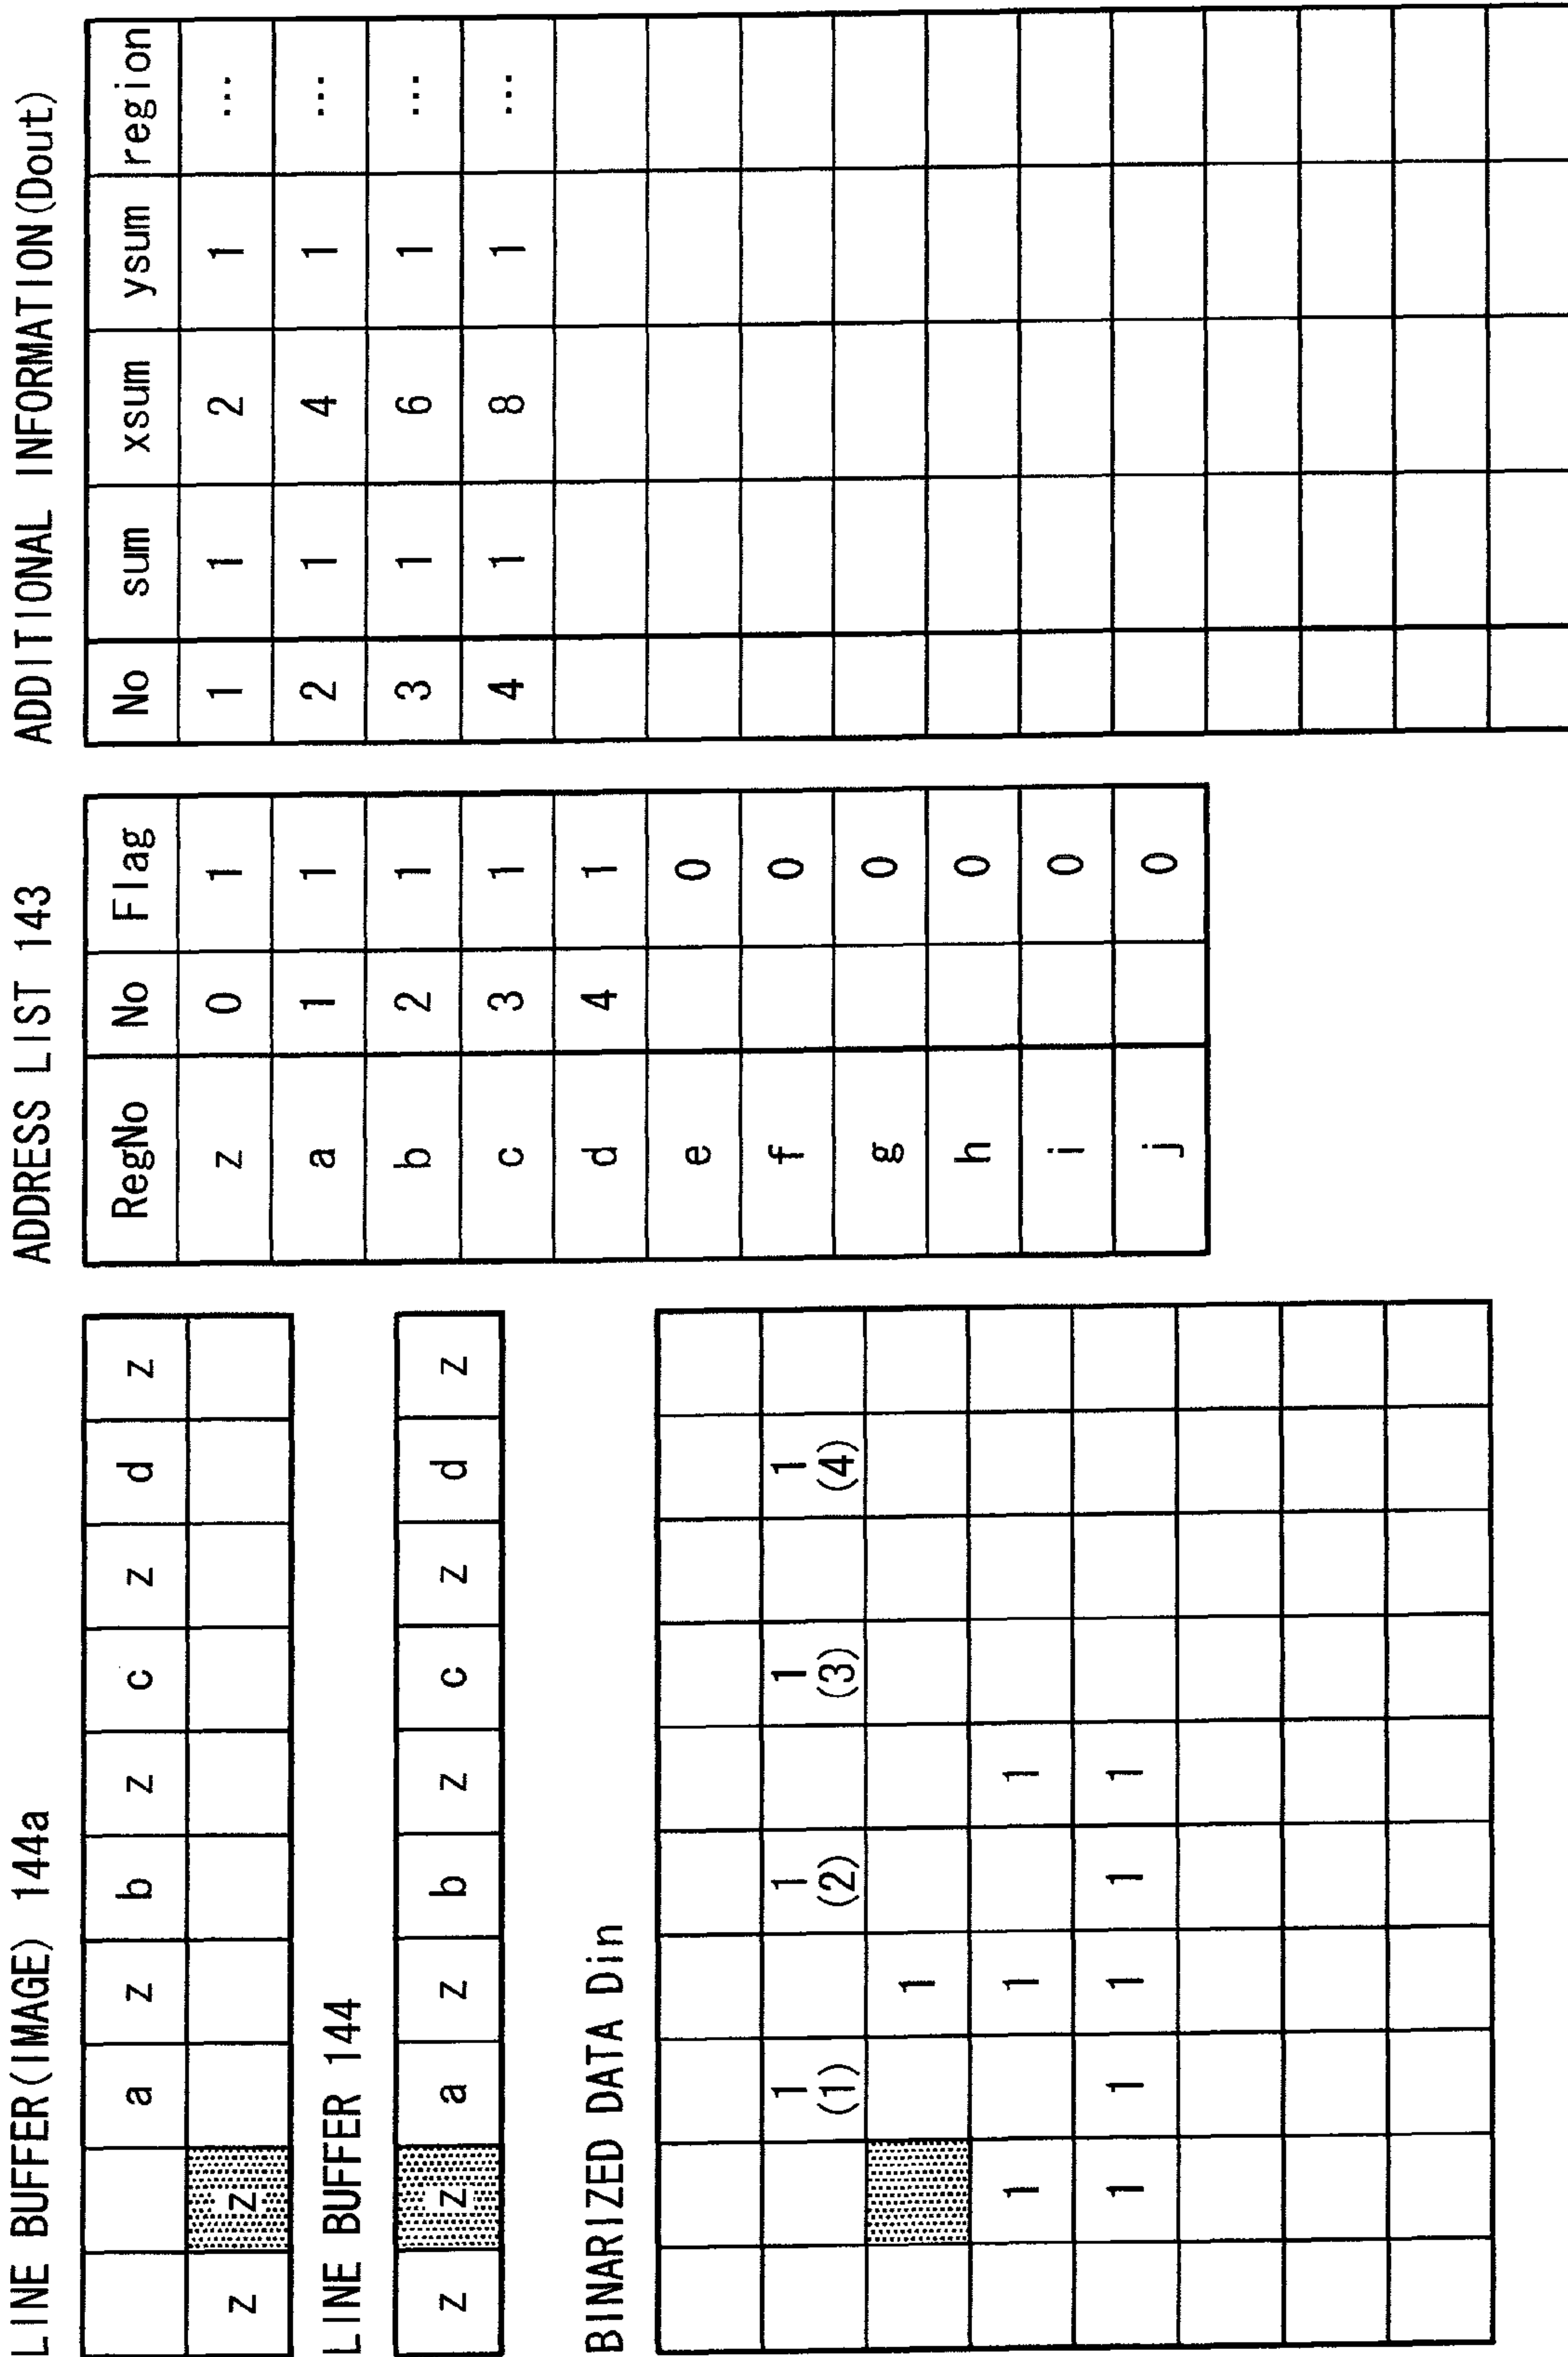 LINE BUFFER(IMAGE) 144a
a z b z c z d z
z z
LINE BUFFER 144
z z a z b z c z d z
BINARIZED DATA Din
1 1 1 1
(1) (2) (3) (4)
1
1 1 1
1 1 1 1 1
ADDRESS LIST 143
RegNo No Flag
z 0 1
a 1 1
b 2 1
c 3 1
d 4 1
e 0
f 0
g 0
h 0
i 0
j 0
ADDITIONAL INFORMATION(Dout)
No sum xsum ysum region
1 1 2 1 ...
2 1 4 1 ...
3 1 6 1 ...
4 1 8 1 ...